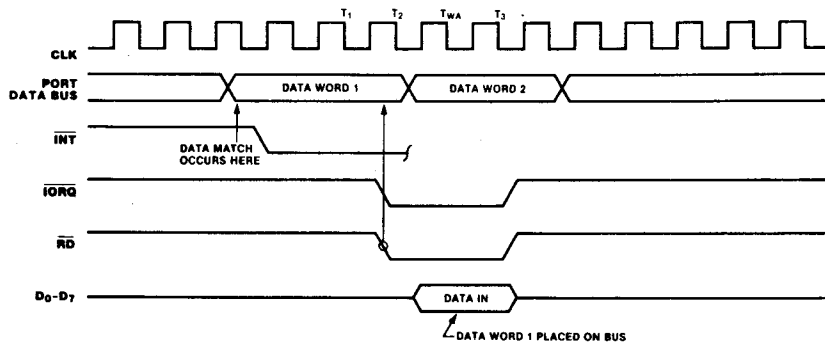 T1 T2 TWA T3
CLK
PORT DATA BUS
DATA WORD 1
DATA WORD 2
DATA MATCH
OCCURS HERE
INT
IORQ
RD
D0-D7
DATA IN
DATA WORD 1 PLACED ON BUS